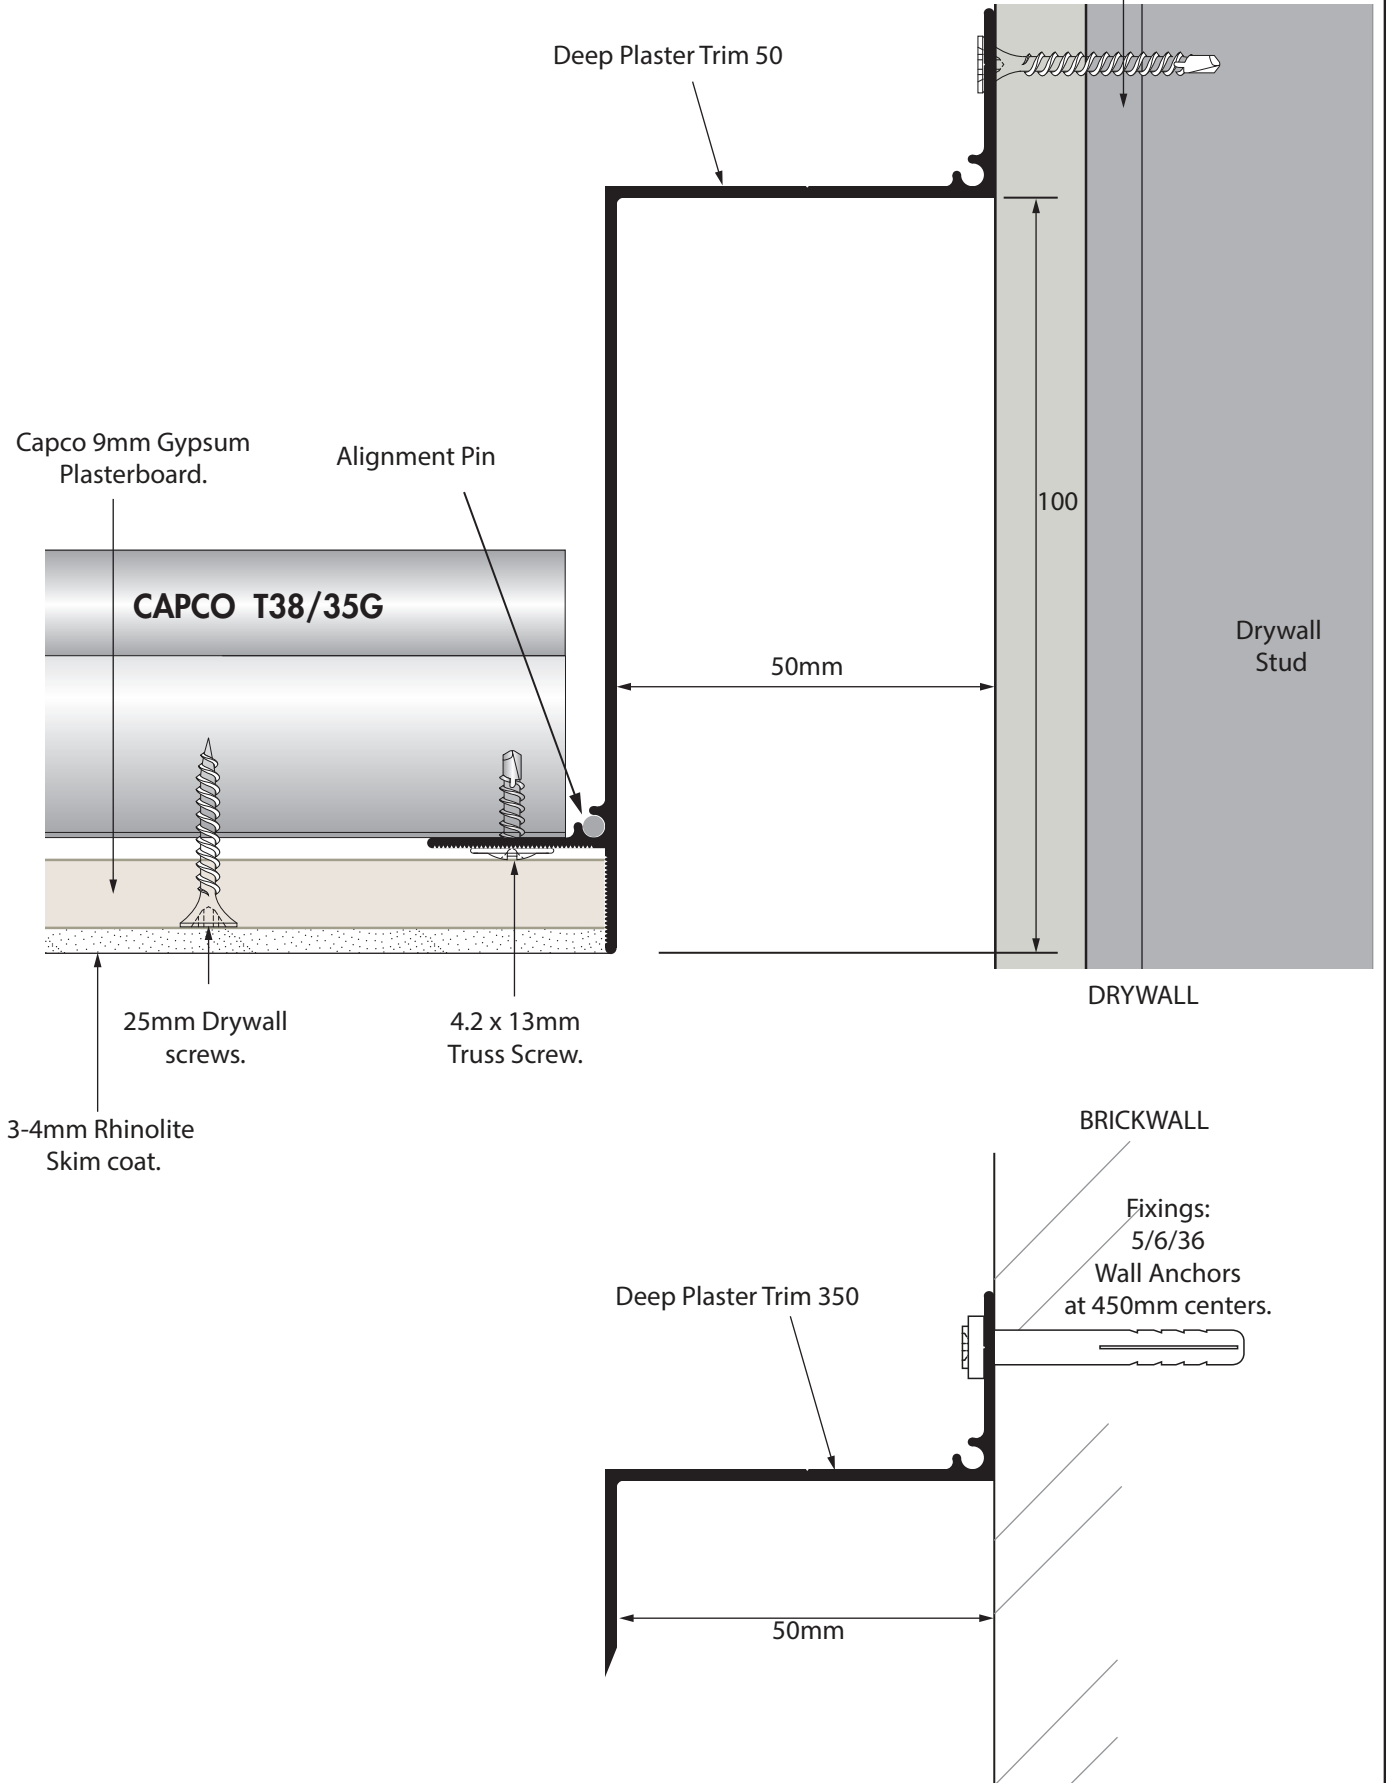 Deep Plaster Trim 50
Capco 9mm Gypsum
Plasterboard.
Alignment Pin
100
CAPCO T38/35G
Drywall
Stud
50mm
DRYWALL
25mm Drywall
screws.
4.2 x 13mm
Truss Screw.
3-4mm Rhinolite
Skim coat.
BRICKWALL
Fixings:
5/6/36
Wall Anchors
at 450mm centers.
Deep Plaster Trim 350
50mm